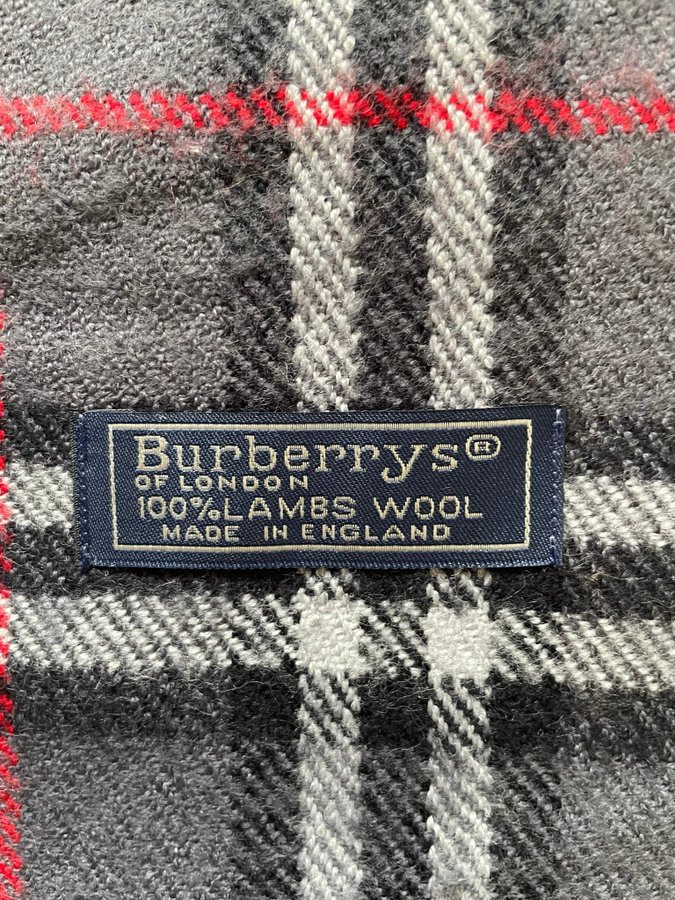 Burberrys®
OF LONDON
100% LAMBS WOOL
MADE IN ENGLAND